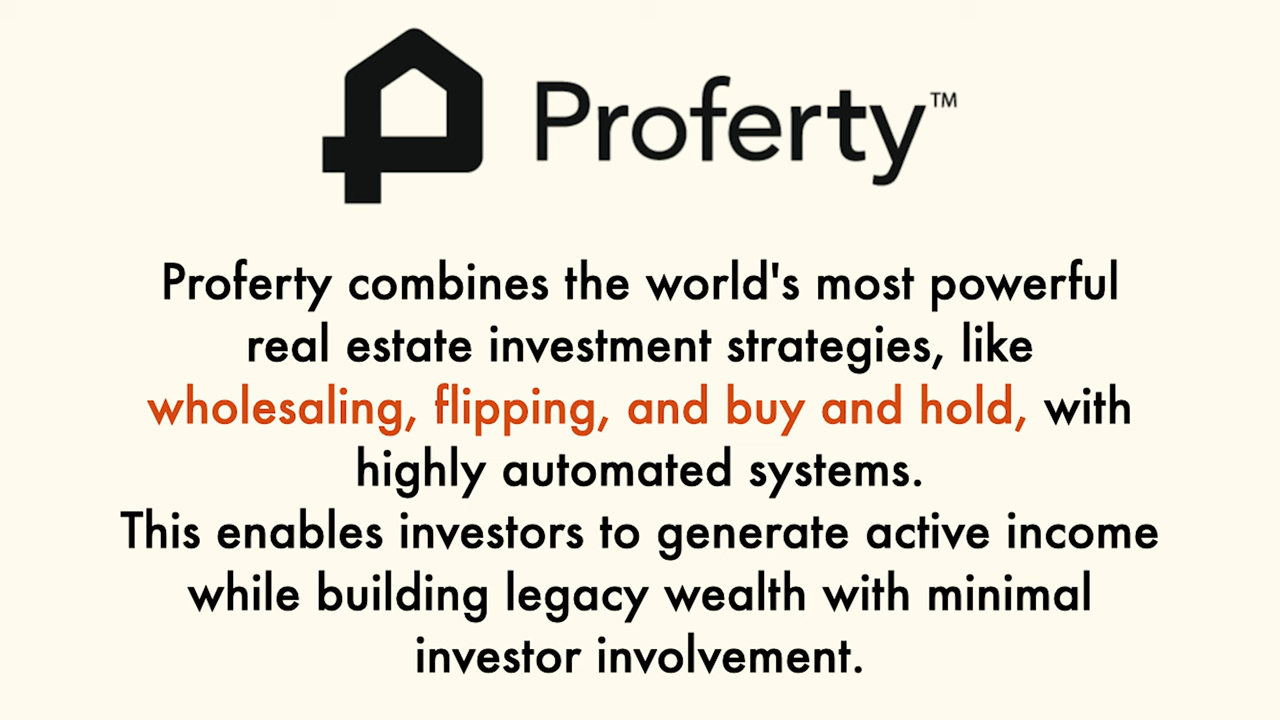 Proferty™
Proferty combines the world's most powerful
real estate investment strategies, like
wholesaling, flipping, and buy and hold, with
highly automated systems.
This enables investors to generate active income
while building legacy wealth with minimal
investor involvement.